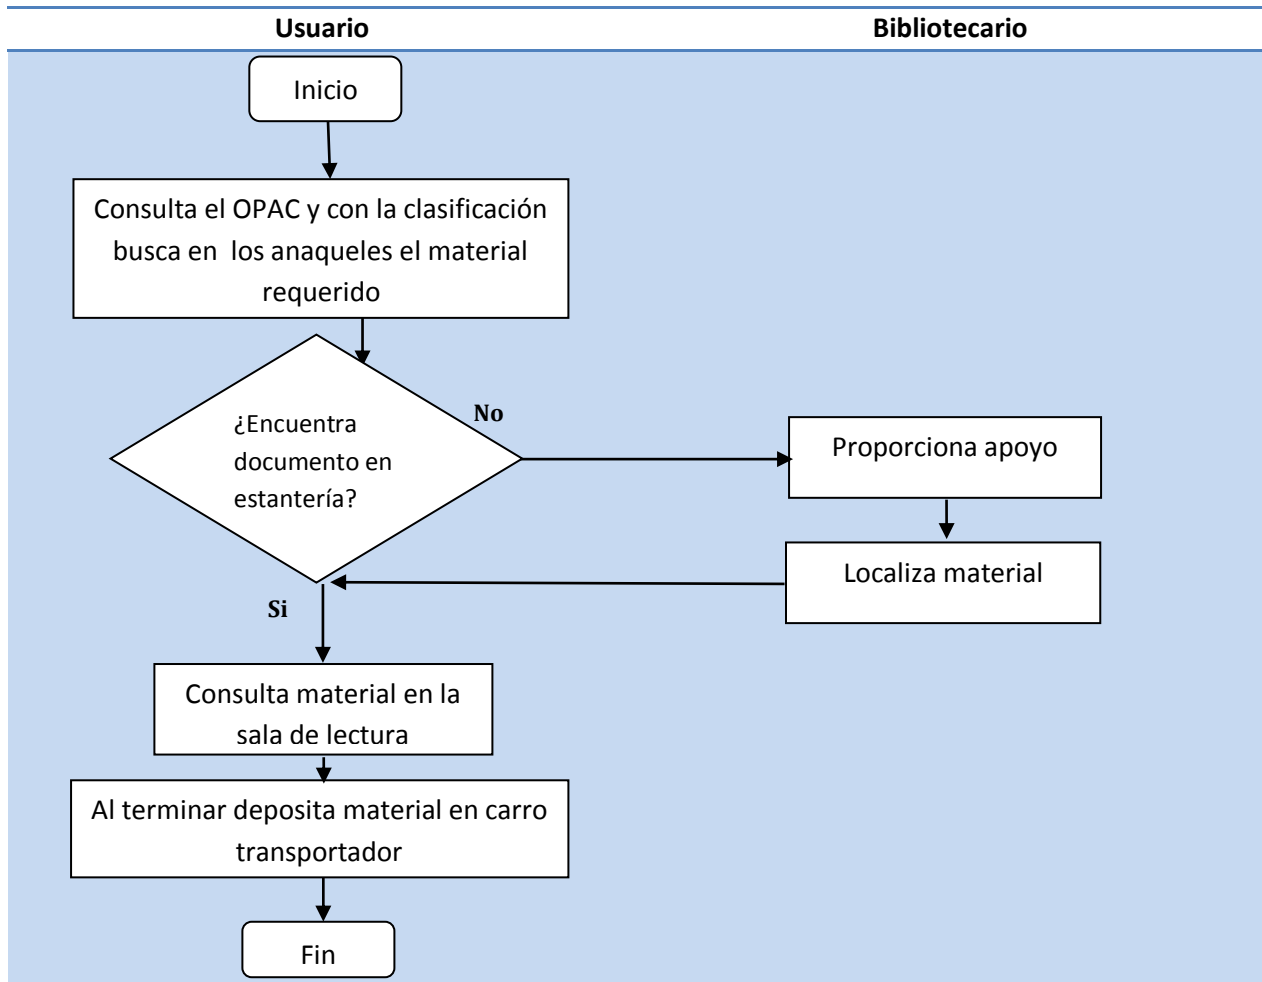 Usuario
Bibliotecario
Inicio
Consulta el OPAC y con la clasificación
busca en los anaqueles el material
requerido
¿Encuentra
documento en
estantería?
No
Proporciona apoyo
Localiza material
Si
Consulta material en la
sala de lectura
Al terminar deposita material en carro
transportador
Fin